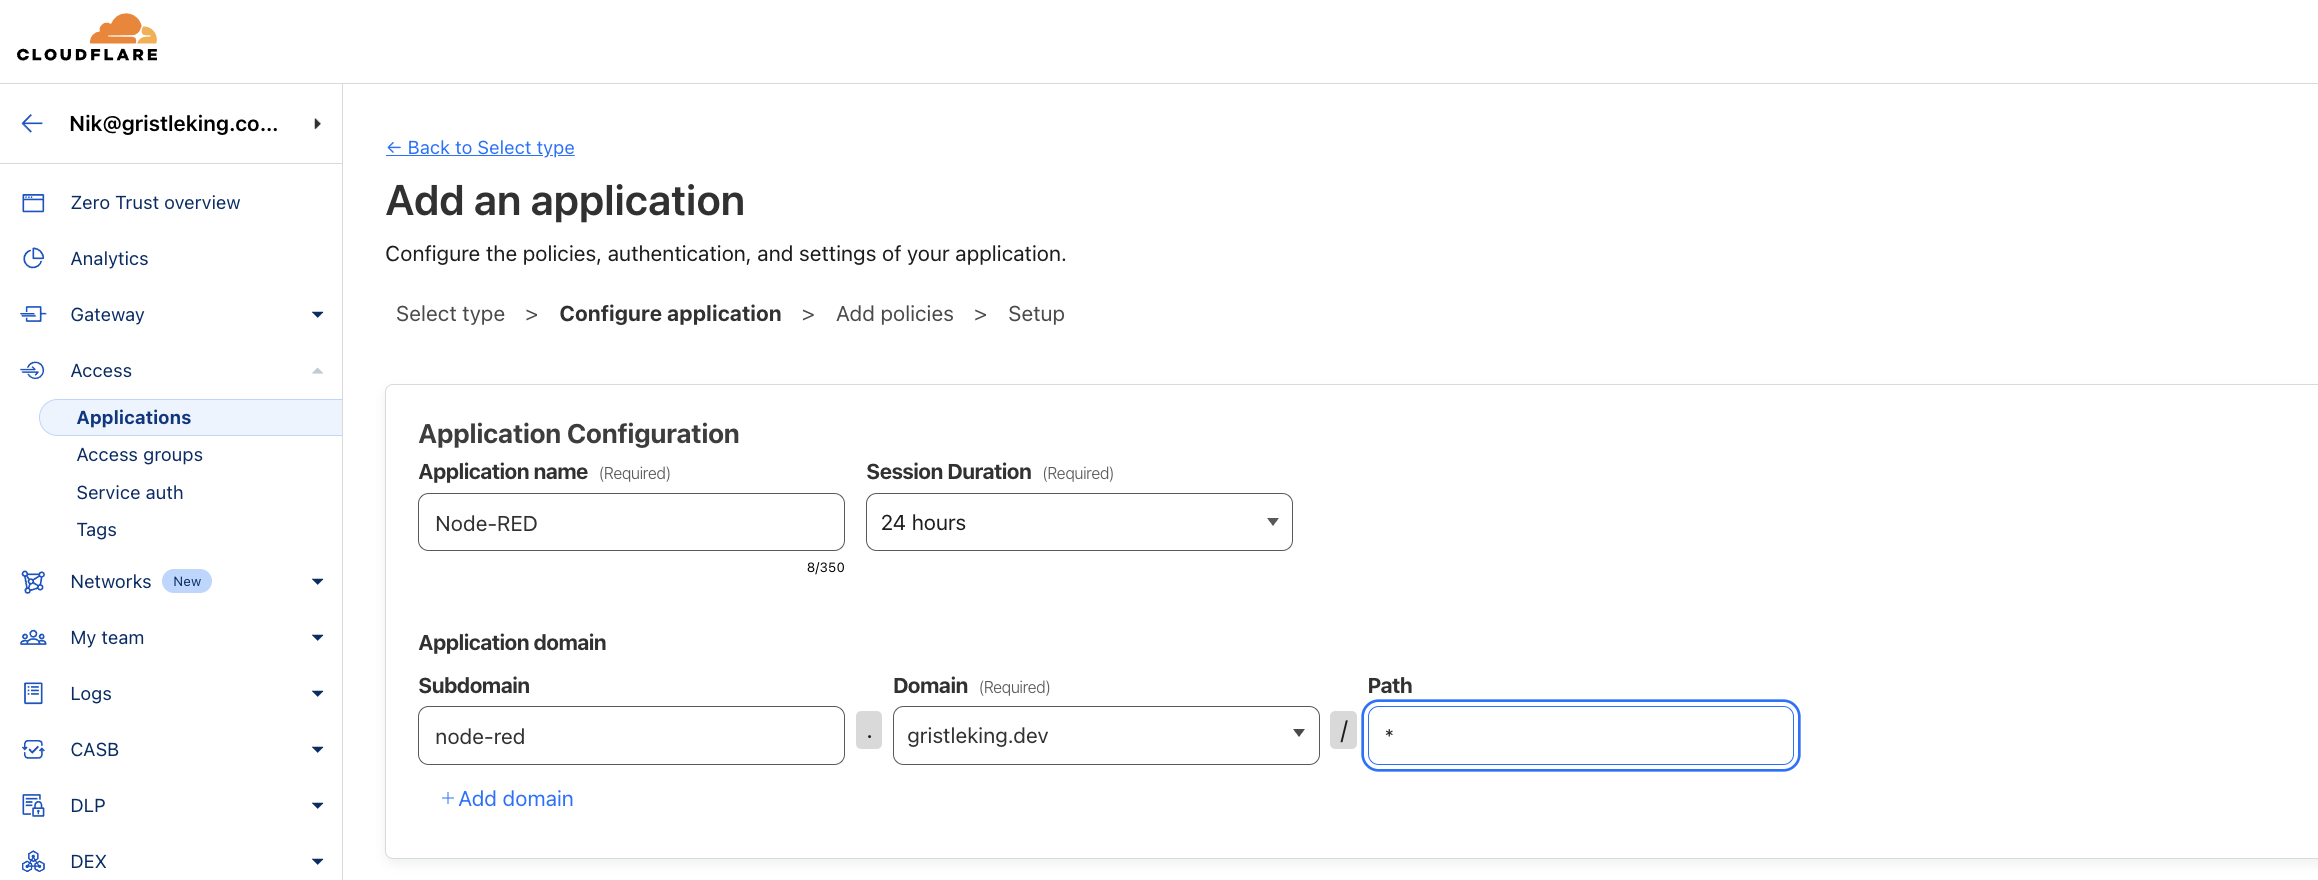 CLOUDFLARE
Nik@gristleking.co...
Zero Trust overview
Analytics
Gateway
Access
Applications
Access groups
Service auth
Tags
Networks New
My team
Logs
CASB
DLP
DEX
← Back to Select type
Add an application
Configure the policies, authentication, and settings of your application.
Select type > Configure application > Add policies > Setup
Application Configuration
Application name (Required) Session Duration (Required)
Node-RED 24 hours
8/350
Application domain
Subdomain Domain (Required) Path
node-red . gristleking.dev / *
+ Add domain